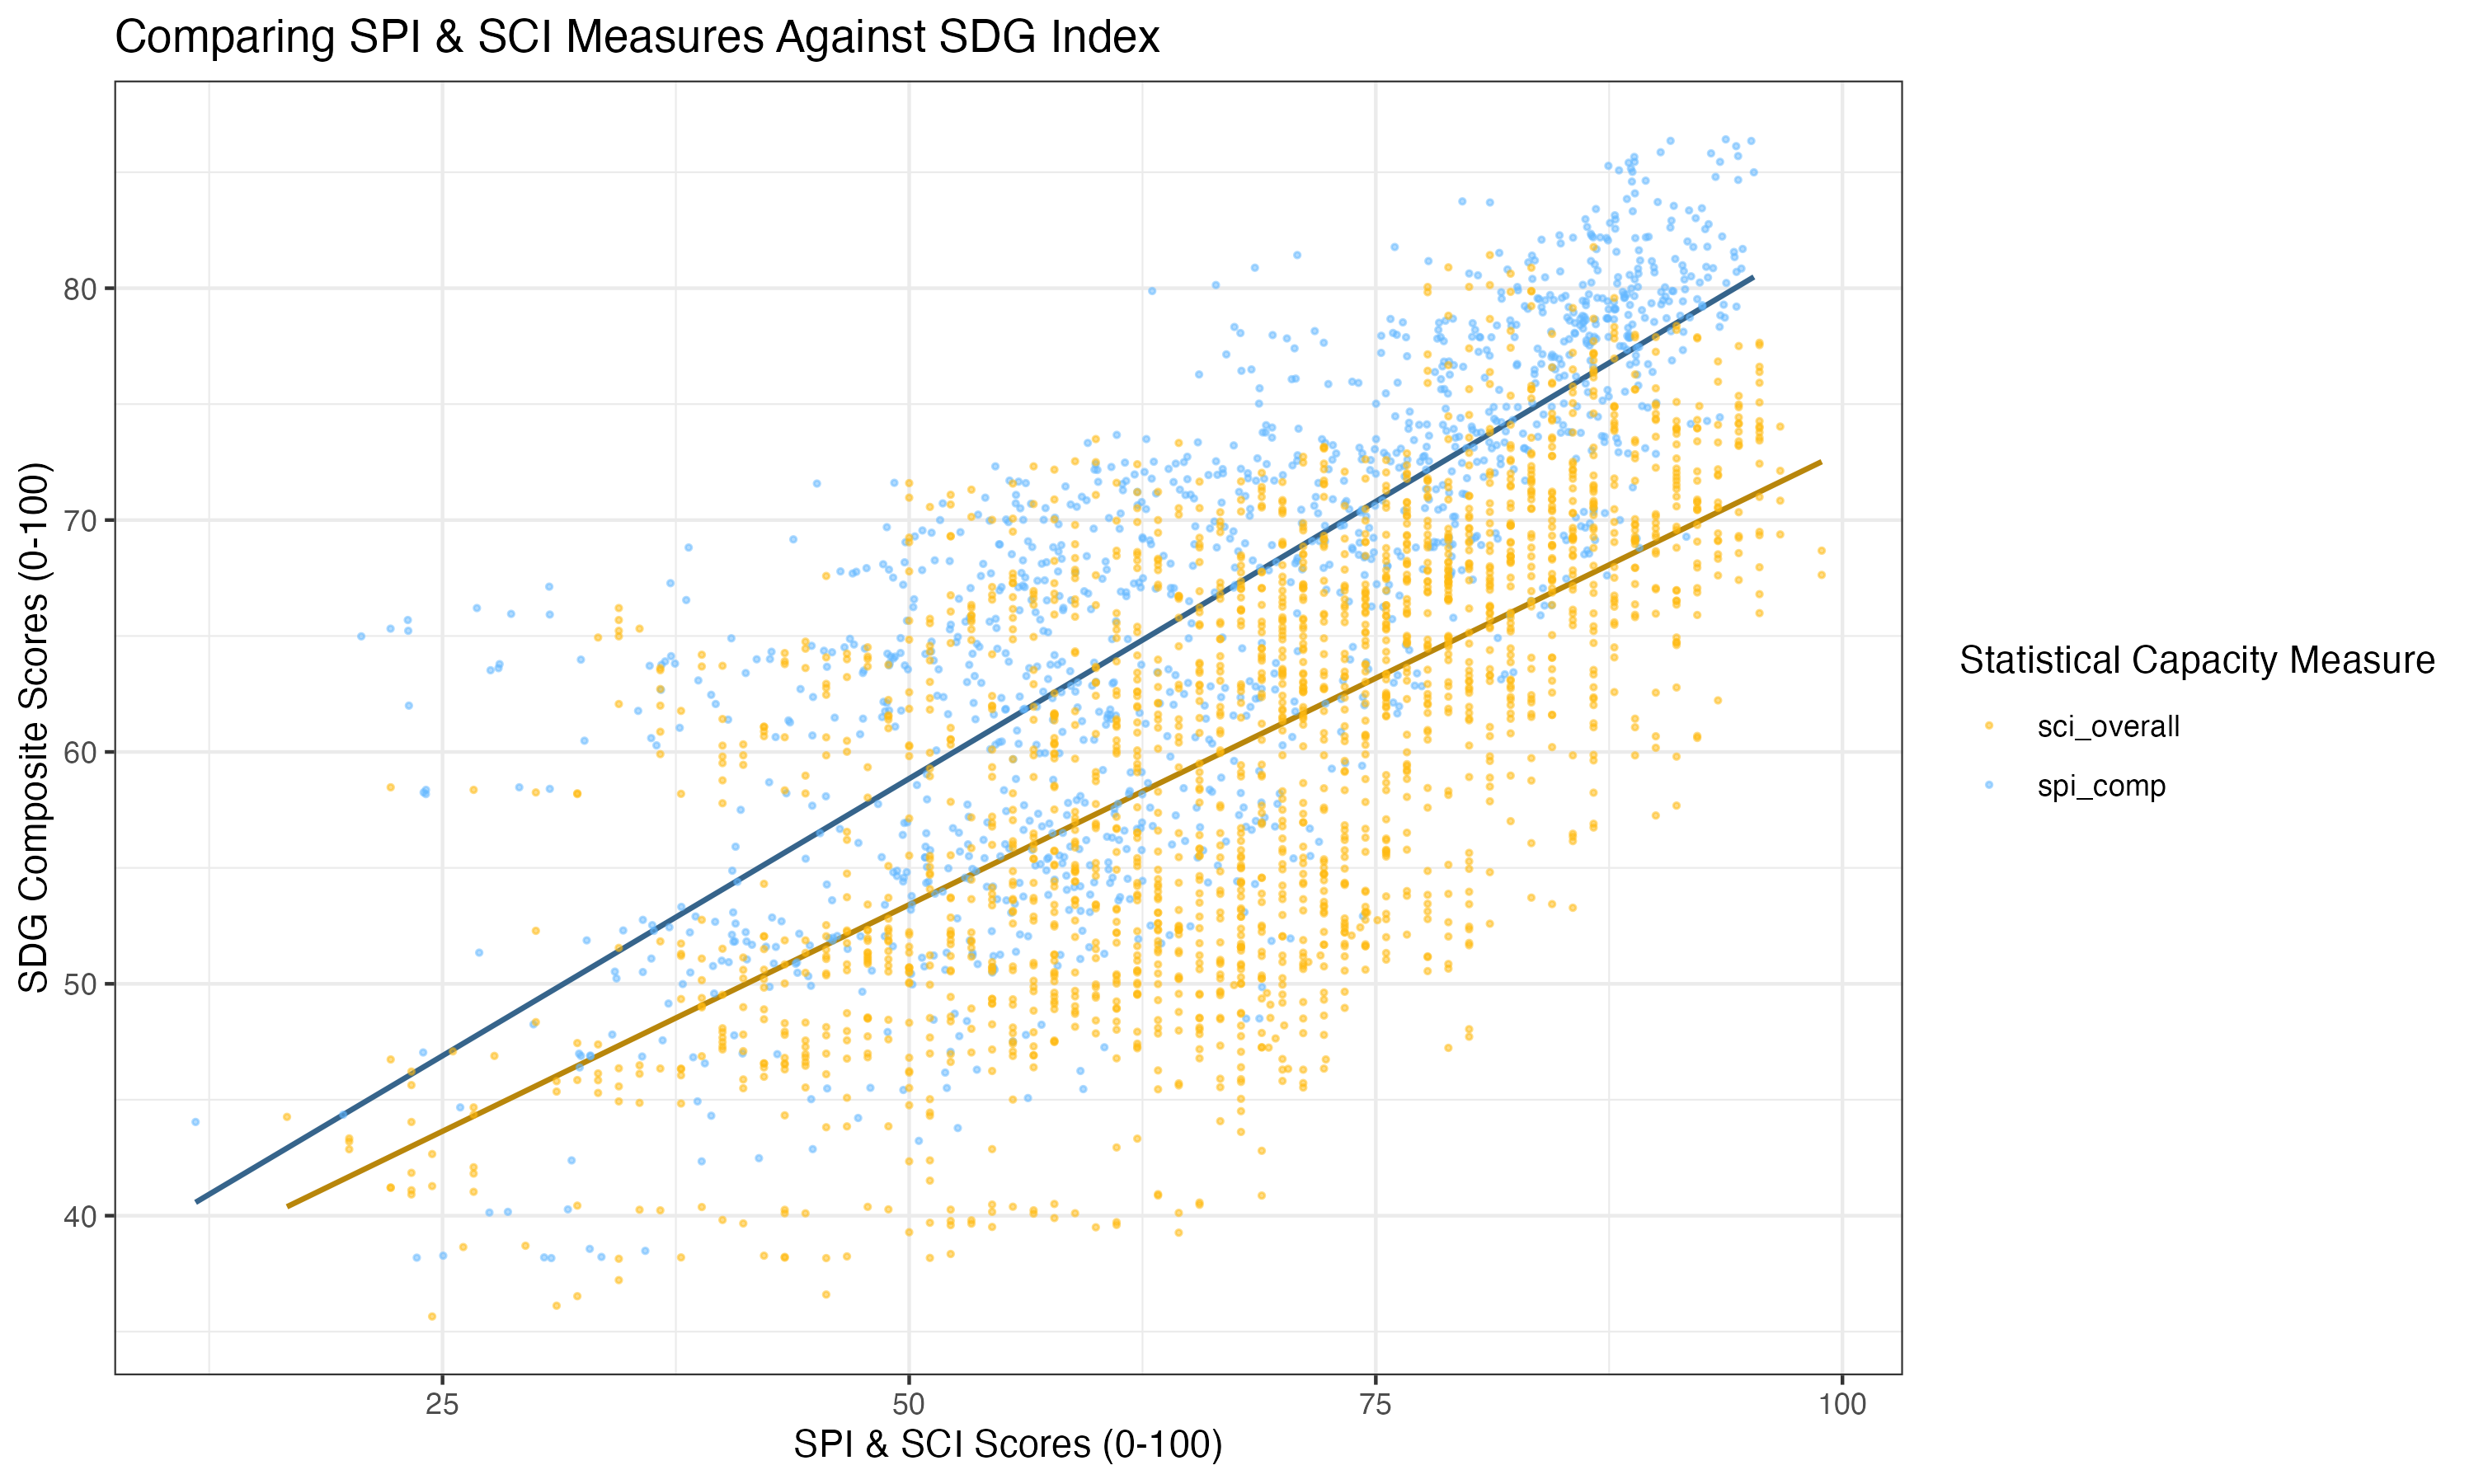 Comparing SPI & SCI Measures Against SDG Index
SDG Composite Scores (0-100)
80
70
60
50
40
25
50
75
100
SPI & SCI Scores (0-100)
Statistical Capacity Measure
sci_overall
spi_comp